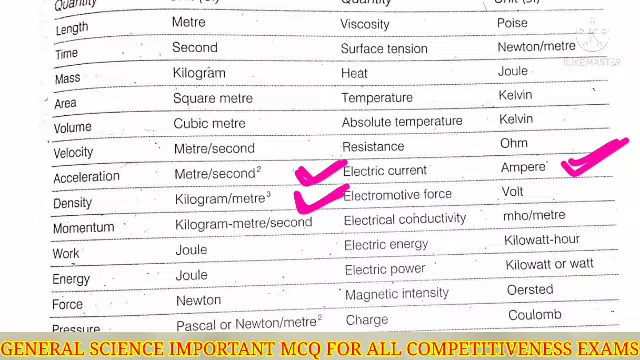 Quantity Quantity Unit (SI)
Length Metre Viscosity Poise
Time Second Surface tension Newton/metre
Mass Kilogram Heat Joule
Area Square metre Temperature Kelvin
Volume Cubic metre Absolute temperature Kelvin
Velocity Metre/second Resistance Ohm
Acceleration Metre/second² Electric current Ampere
Density Kilogram/metre³ Electromotive force Volt
Momentum Kilogram-metre/second Electrical conductivity mho/metre
Work Joule Electric energy Kilowatt-hour
Energy Joule Electric power Kilowatt or watt
Force Newton Magnetic intensity Oersted
Pressure Pascal or Newton/metre² Charge Coulomb
GENERAL SCIENCE IMPORTANT MCQ FOR ALL COMPETITIVENESS EXAMS